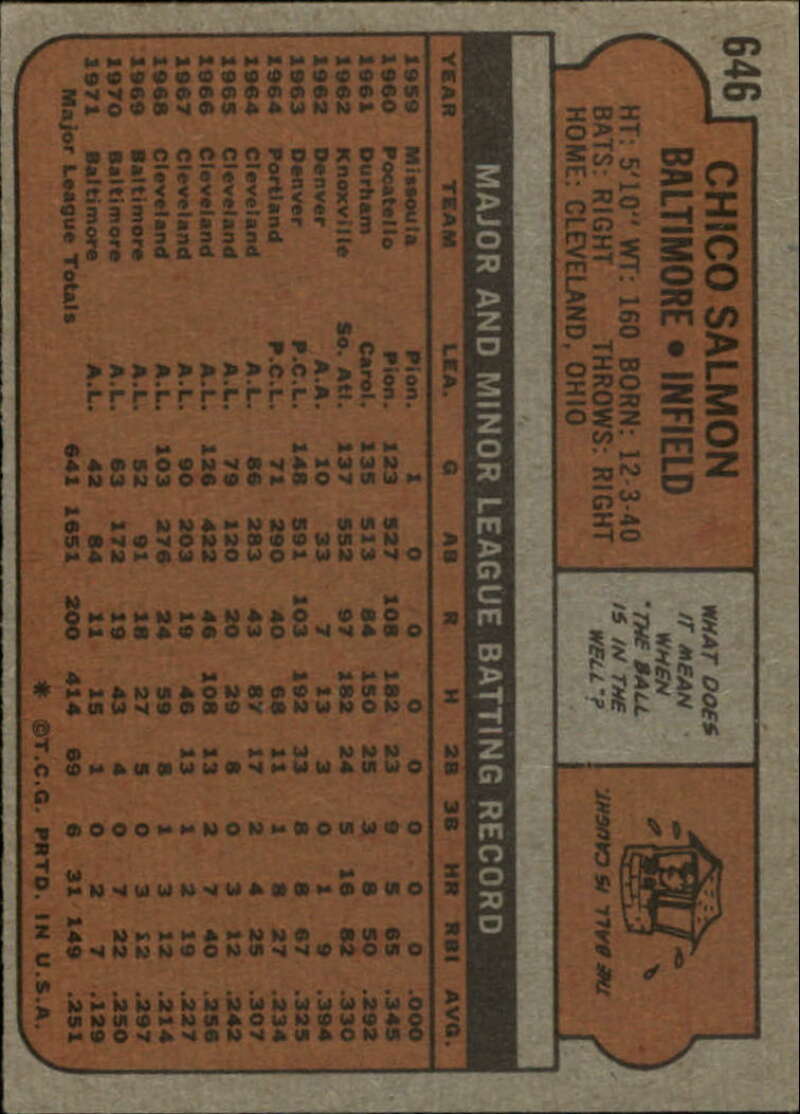 646
CHICO SALMON
BALTIMORE • INFIELD
HT: 5'10" WT: 160 BORN: 12-3-40
BATS: RIGHT THROWS: RIGHT
HOME: CLEVELAND, OHIO
WHAT DOES
IT MEAN
WHEN
"THE BALL
IS IN THE
WELL"?
THE BALL IS CAUGHT.
MAJOR AND MINOR LEAGUE BATTING RECORD
YEAR TEAM LEA. G AB R H 2B 3B HR RBI AVG.
1959 Missoula Pion. 1 0 0 0 0 0 0 0 .000
1960 Pocatello Pion. 123 527 108 182 23 9 5 65 .345
1961 Durham Carol. 135 513 84 150 25 3 8 50 .292
1962 Knoxville So. Atl. 137 552 97 182 24 5 16 82 .330
1962 Denver A.A. 10 33 7 13 3 0 1 9 .394
1963 Denver P.C.L. 148 591 103 192 33 8 8 67 .325
1964 Portland P.C.L. 71 290 40 68 11 1 8 27 .234
1964 Cleveland A.L. 86 283 43 87 17 2 4 25 .307
1965 Cleveland A.L. 79 120 20 29 8 0 3 12 .242
1966 Cleveland A.L. 126 422 46 108 13 2 7 40 .256
1967 Cleveland A.L. 90 203 19 46 13 1 2 19 .227
1968 Cleveland A.L. 103 276 24 59 8 1 3 12 .214
1969 Baltimore A.L. 52 91 18 27 5 0 3 12 .297
1970 Baltimore A.L. 63 172 19 43 4 0 7 22 .250
1971 Baltimore A.L. 42 84 11 15 1 0 2 7 .129
Major League Totals 641 1651 200 414 69 6 31 149 .251
* ©T.C.G. PRTD. IN U.S.A.